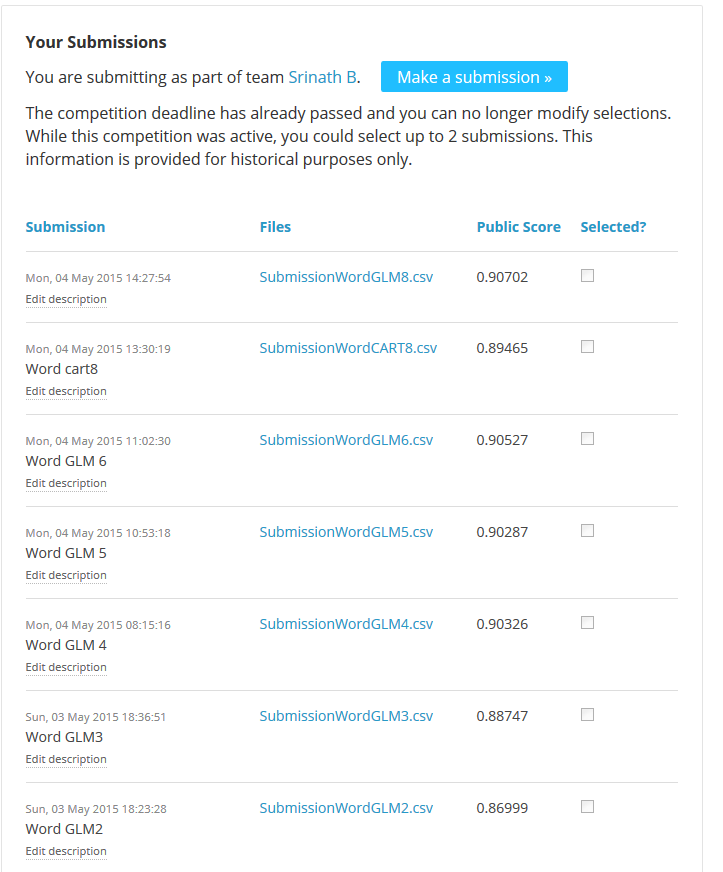 Your Submissions
You are submitting as part of team Srinath B. Make a submission »
The competition deadline has already passed and you can no longer modify selections.
While this competition was active, you could select up to 2 submissions. This
information is provided for historical purposes only.
Submission Files Public Score Selected?
Mon, 04 May 2015 14:27:54 SubmissionWordGLM8.csv 0.90702
Edit description
Mon, 04 May 2015 13:30:19 SubmissionWordCART8.csv 0.89465
Word cart8
Edit description
Mon, 04 May 2015 11:02:30 SubmissionWordGLM6.csv 0.90527
Word GLM 6
Edit description
Mon, 04 May 2015 10:53:18 SubmissionWordGLM5.csv 0.90287
Word GLM 5
Edit description
Mon, 04 May 2015 08:15:16 SubmissionWordGLM4.csv 0.90326
Word GLM 4
Edit description
Sun, 03 May 2015 18:36:51 SubmissionWordGLM3.csv 0.88747
Word GLM3
Edit description
Sun, 03 May 2015 18:23:28 SubmissionWordGLM2.csv 0.86999
Word GLM2
Edit description